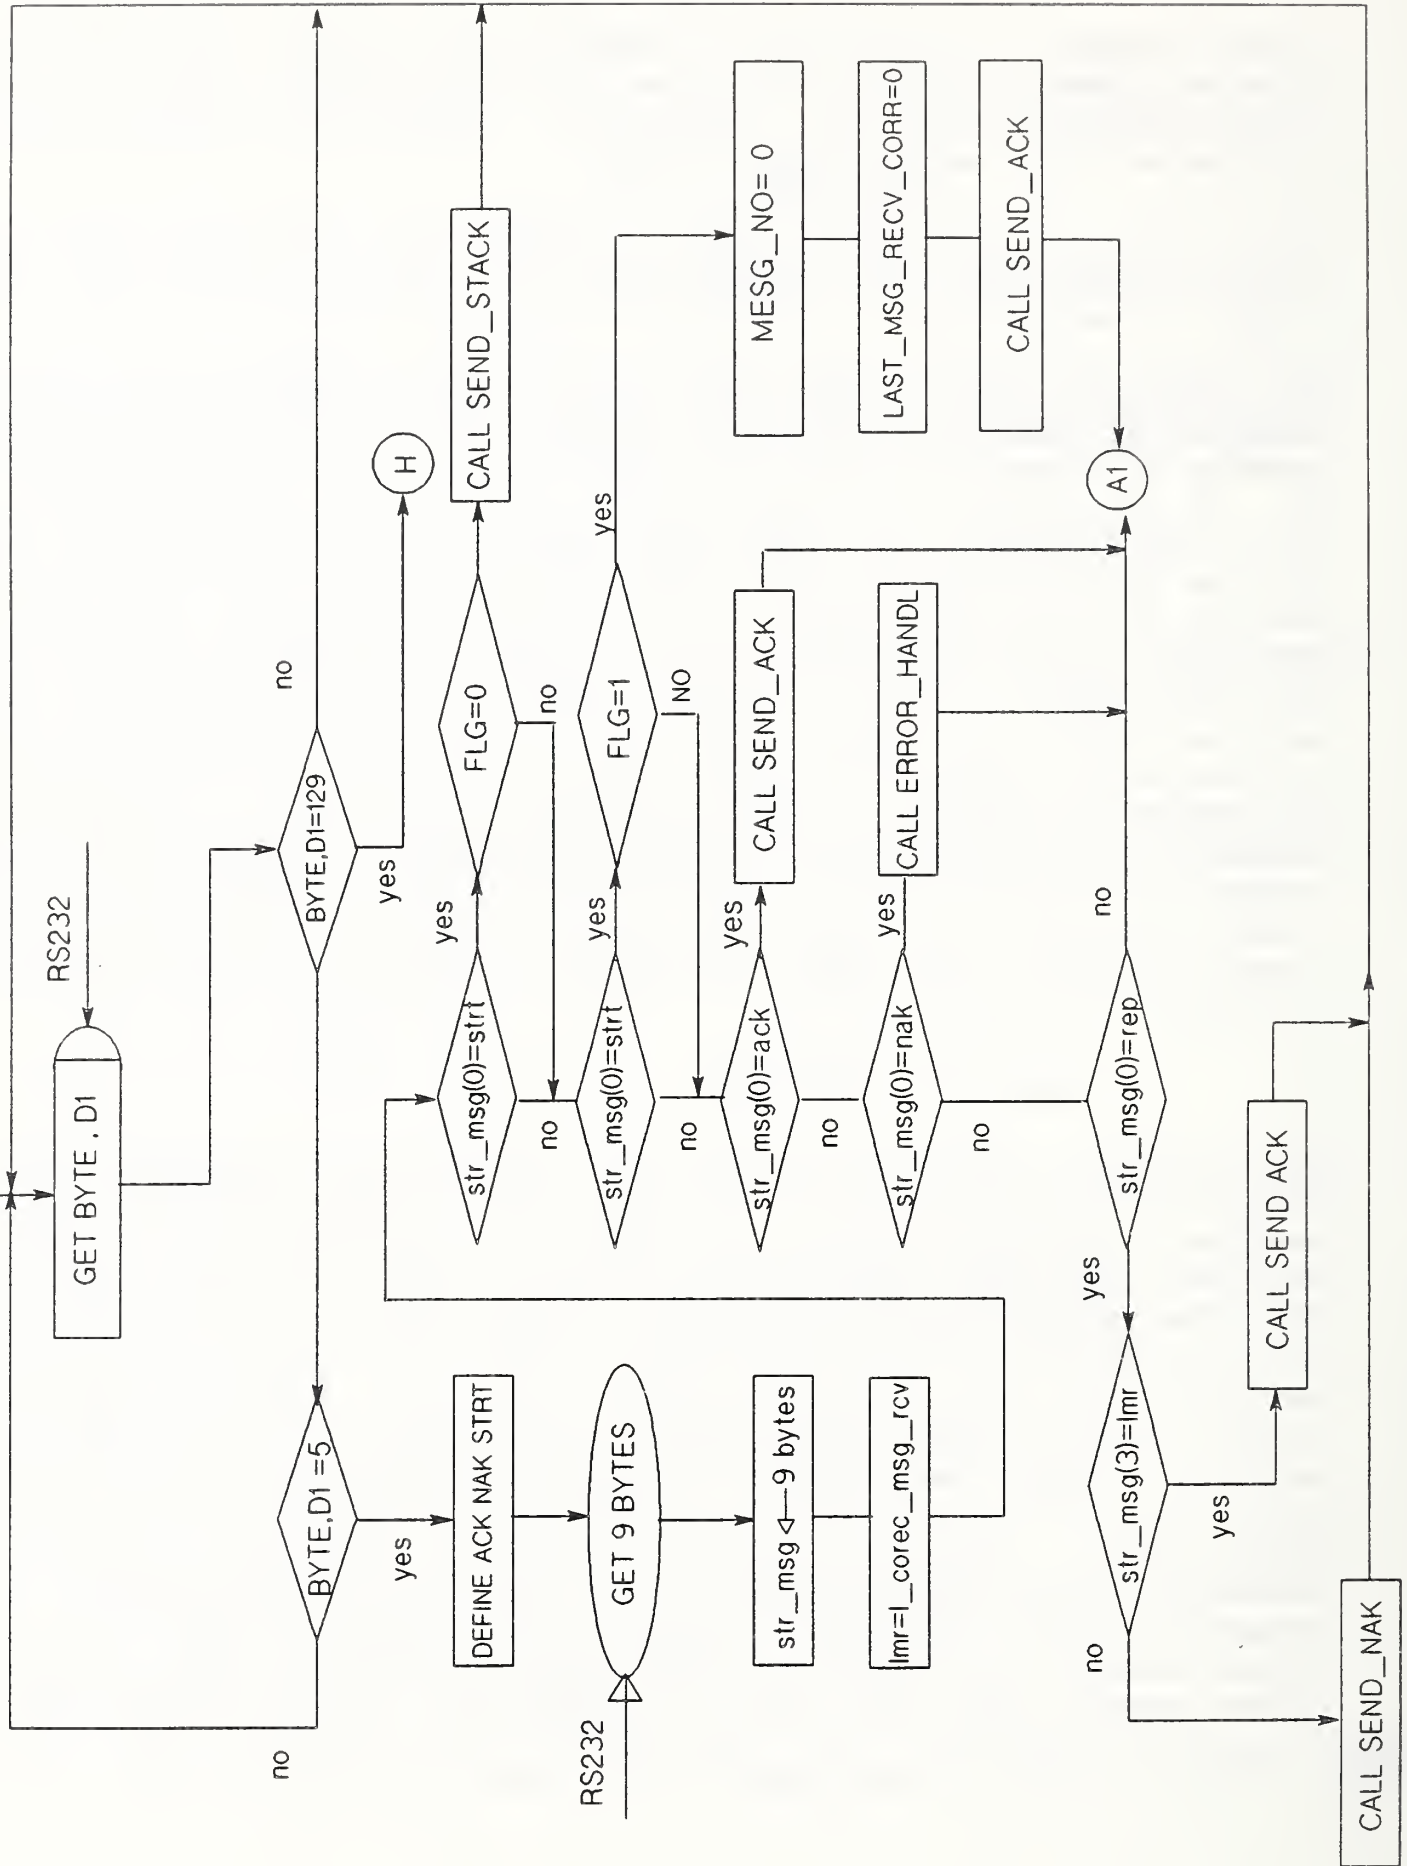 RS232
GET BYTE , D1
BYTE,D1=129
no
yes
H
BYTE,D1 =5
no
yes
DEFINE ACK NAK STRT
RS232
GET 9 BYTES
str_msg ← 9 bytes
lmr=l_corec_msg_rcv
str_msg(0)=strt
yes
FLG=0
no
CALL SEND_STACK
no
str_msg(0)=strt
yes
FLG=1
yes
NO
MESG_NO= 0
LAST_MSG_RECV_CORR=0
CALL SEND_ACK
A1
no
str_msg(0)=ack
yes
CALL SEND_ACK
no
str_msg(0)=nak
yes
CALL ERROR_HANDL
no
str_msg(0)=rep
no
yes
str_msg(3)=lmr
yes
CALL SEND ACK
no
CALL SEND_NAK